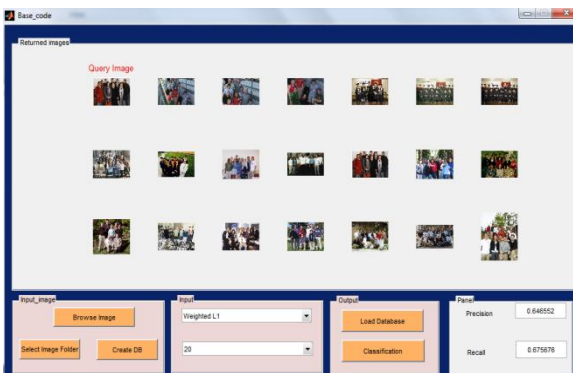 Base_code
Returned images
Query Image
Input_image
Browse Image
Select Image Folder
Create DB
Input
Weighted L1
20
Output
Load Database
Classification
Panel
Precision
0.646552
Recall
0.675676